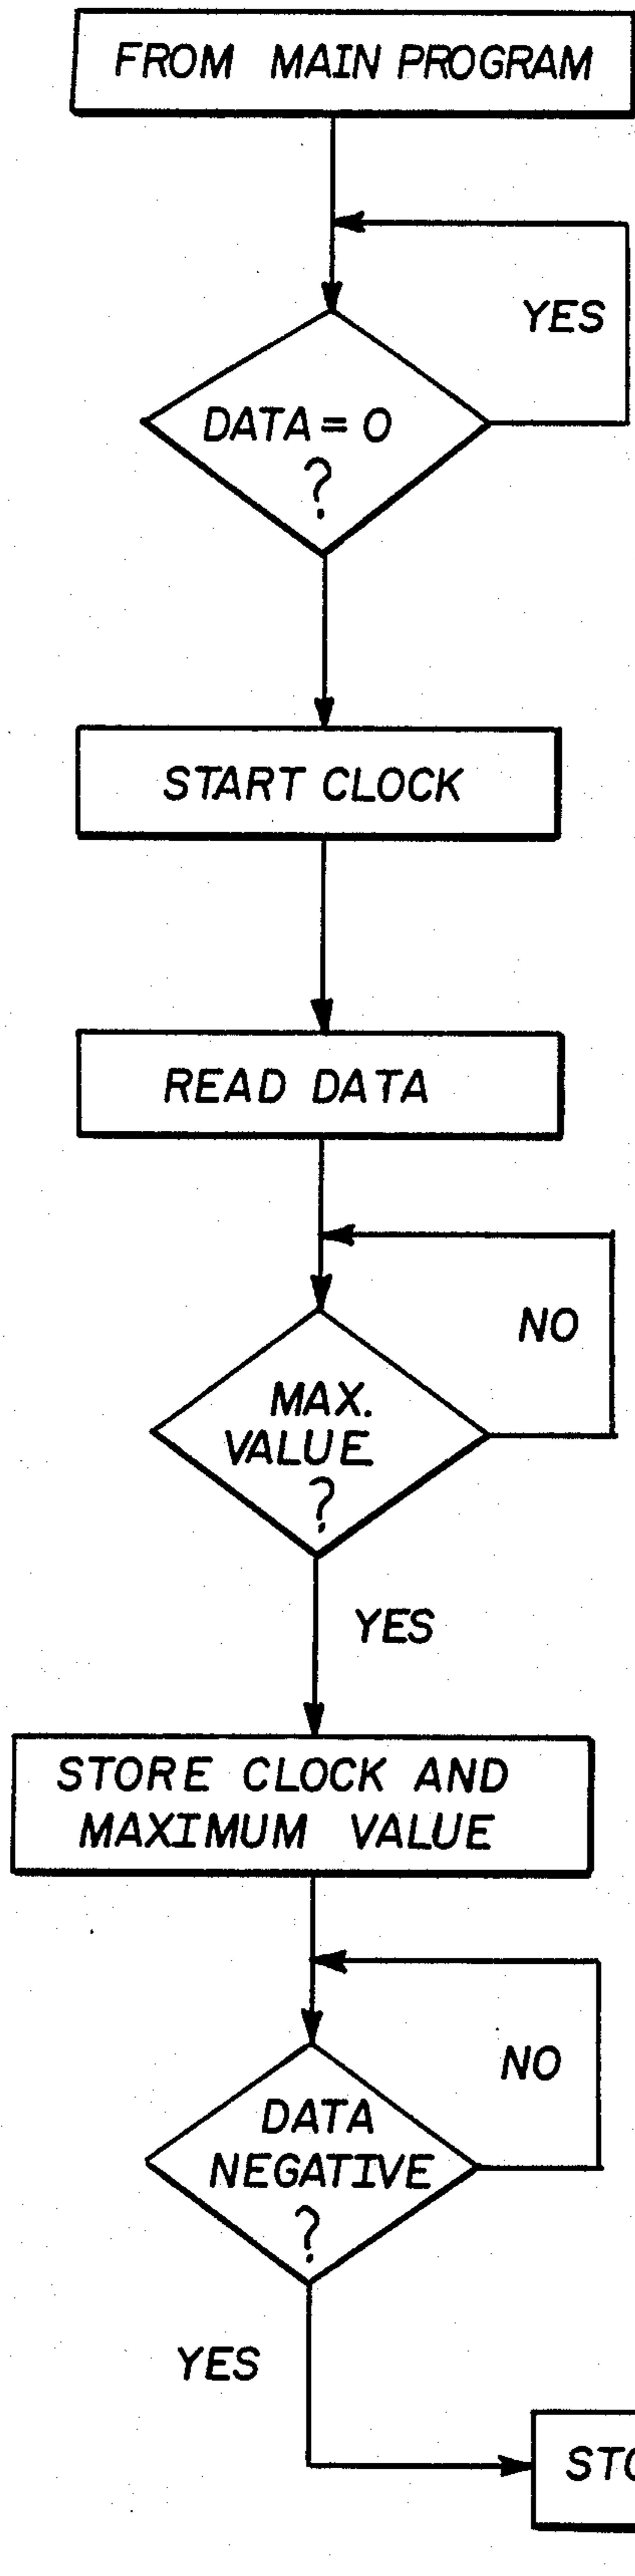 FROM MAIN PROGRAM
YES
DATA = 0
?
START CLOCK
READ DATA
NO
MAX.
VALUE
?
YES
STORE CLOCK AND
MAXIMUM VALUE
NO
DATA
NEGATIVE
?
YES